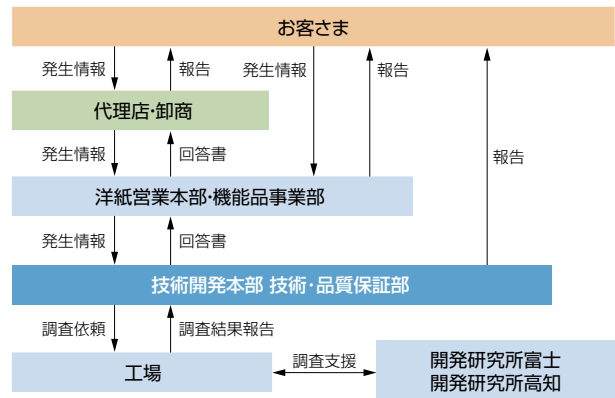 お客さま
発生情報
報告
発生情報
報告
代理店・卸商
発生情報
回答書
報告
洋紙営業本部・機能品事業部
発生情報
回答書
技術開発本部 技術・品質保証部
調査依頼
調査結果報告
工場
調査支援
開発研究所富士
開発研究所高知